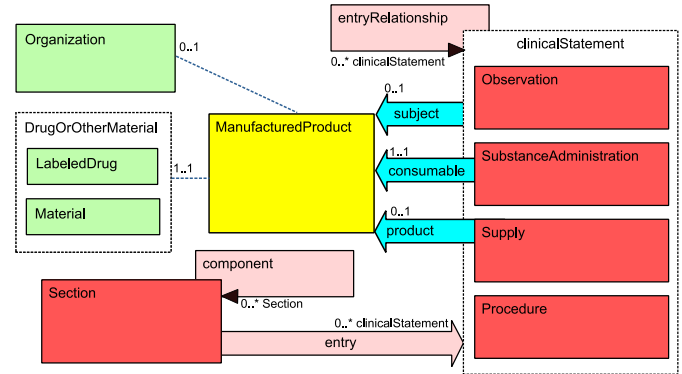 entryRelationship
Organization
clinicalStatement
0..1
0..* clinicalStatement
Observation
0..1
DrugOrOtherMaterial
ManufacturedProduct
subject
LabeledDrug
1..1
1..1
SubstanceAdministration
consumable
Material
0..1
product
Supply
component
Section
0..* Section
Procedure
0..* clinicalStatement
entry